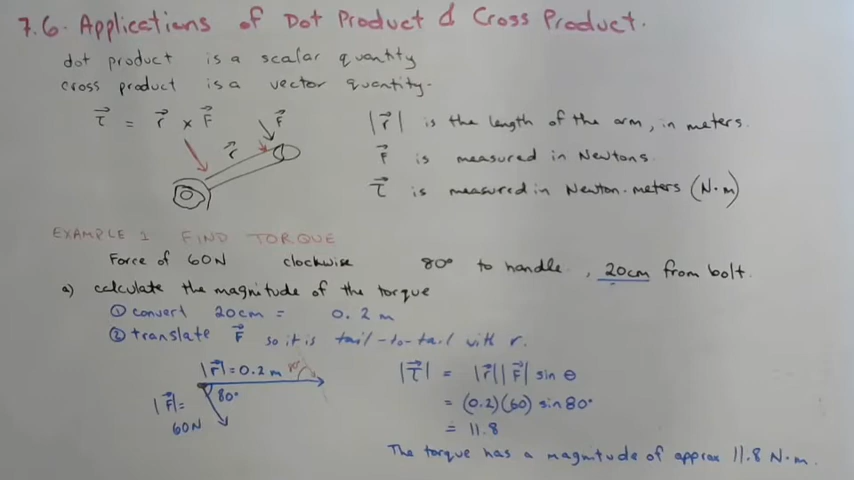 7.6. Applications of Dot Product & Cross Product.
dot product is a scalar quantity
cross product is a vector quantity.
τ⃗ = r⃗ × F⃗
r⃗
F⃗
|r⃗| is the length of the arm, in meters.
F⃗ is measured in Newtons.
τ⃗ is measured in Newton·meters (N·m)
EXAMPLE 1 FIND TORQUE
Force of 60N clockwise 80° to handle, 20cm from bolt.
a) calculate the magnitude of the torque
① convert 20cm = 0.2 m
② translate F⃗ so it is tail-to-tail with r.
|r⃗|=0.2 m
80°
|F⃗|=
60N
|τ⃗| = |r⃗||F⃗| sin θ
= (0.2)(60) sin 80°
≐ 11.8
The torque has a magnitude of approx 11.8 N·m.